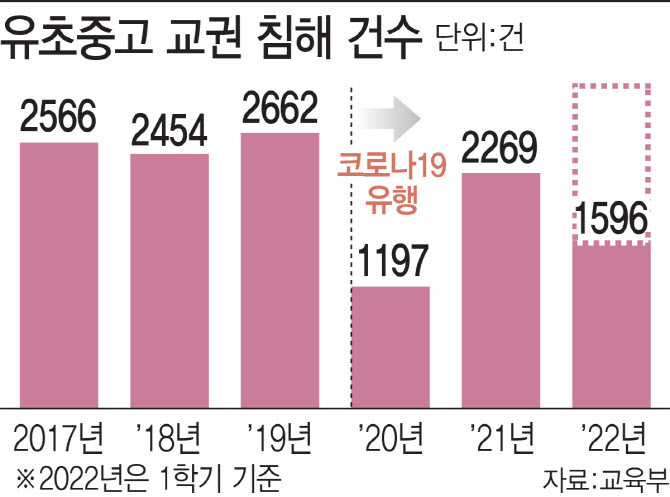 유초중고 교권 침해 건수 단위:건
2566
2454
2662
코로나19
유행
1197
2269
1596
2017년 ’18년 ’19년 ’20년 ’21년 ’22년
※2022년은 1학기 기준
자료:교육부